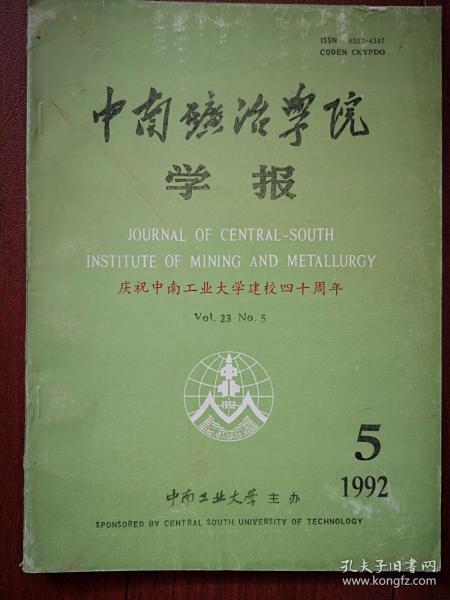 ISSN 0253-4347
CODEN CKYPDO
中南礦冶學院
学报
JOURNAL OF CENTRAL-SOUTH
INSTITUTE OF MINING AND METALLURGY
庆祝中南工业大学建校四十周年
Vol. 23 No. 5
1952
5
1992
中南工业大学 主办
SPONSORED BY CENTRAL SOUTH UNIVERSITY OF TECHNOLOGY
孔夫子旧书网
www.kongfz.com